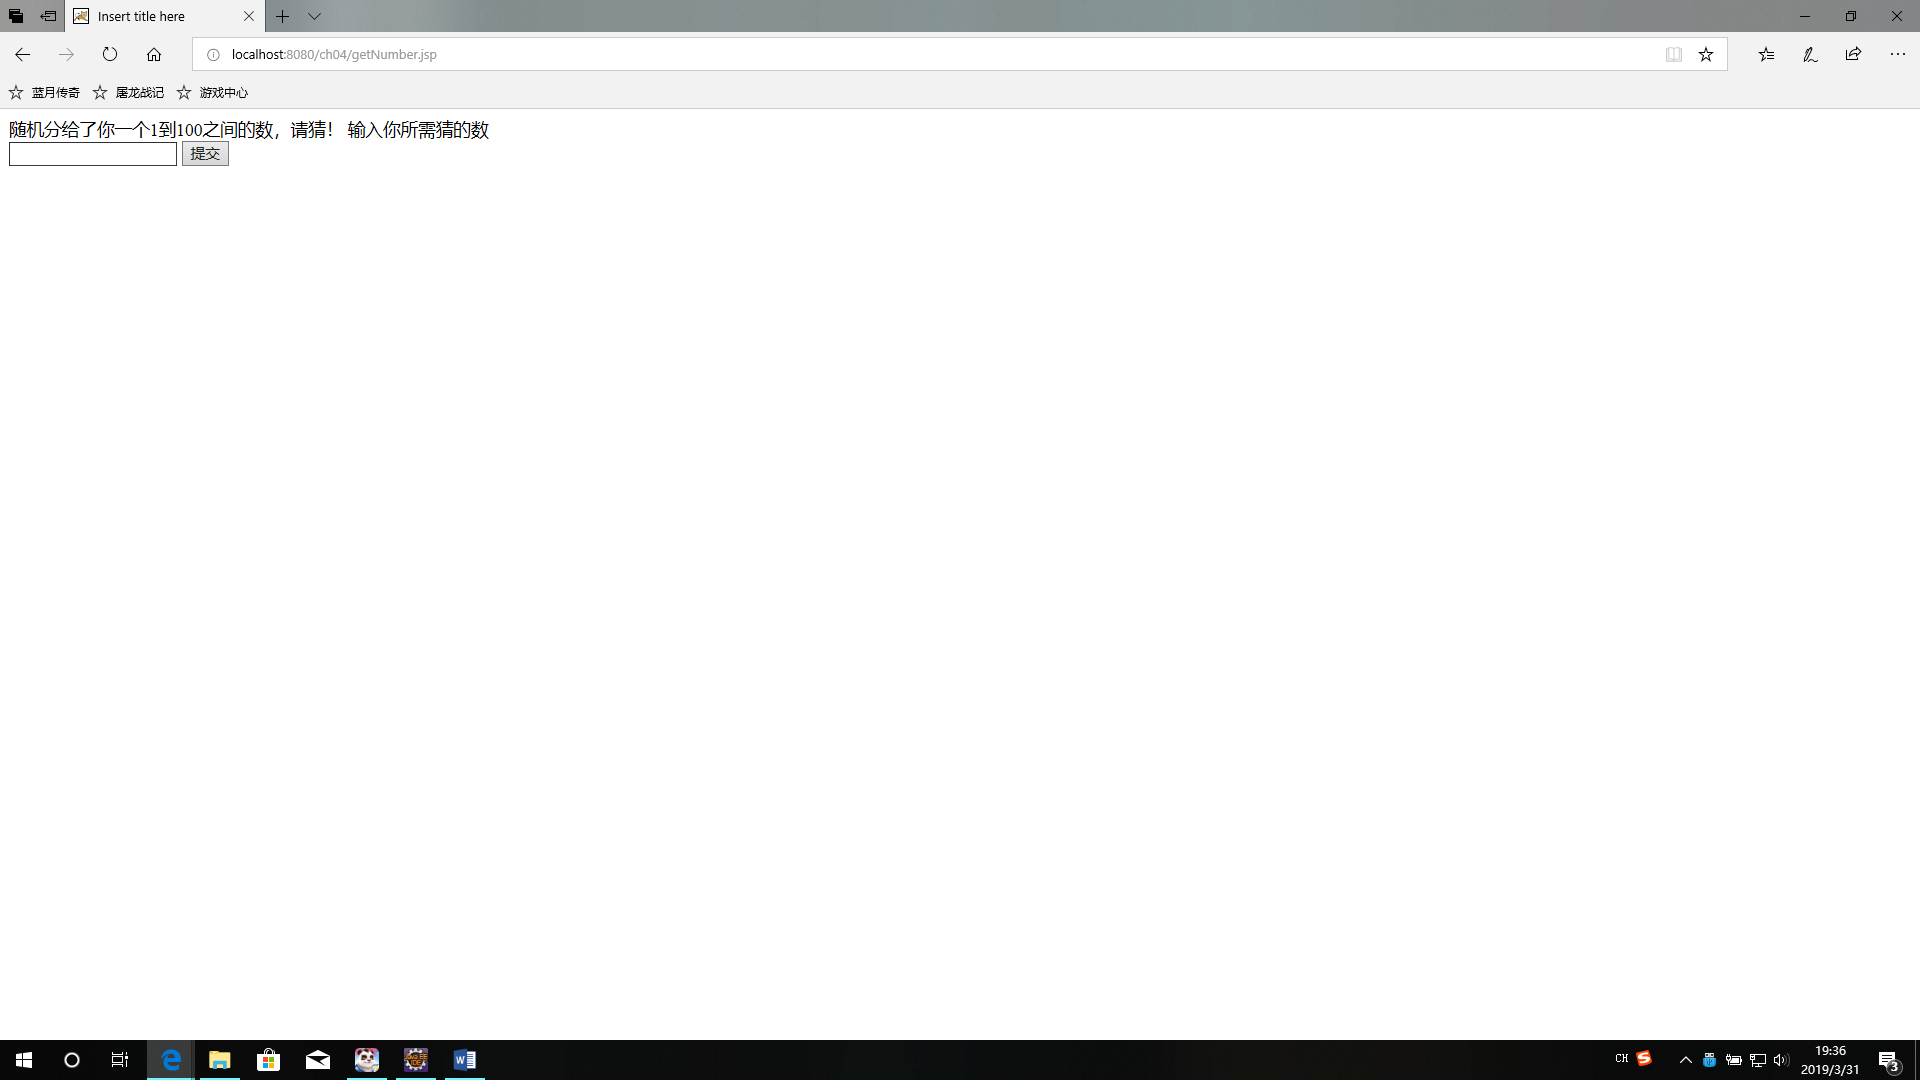 Insert title here
localhost:8080/ch04/getNumber.jsp
蓝月传奇 屠龙战记 游戏中心
随机分给了你一个1到100之间的数，请猜！ 输入你所需猜的数
提交
CH
19:36
2019/3/31
3